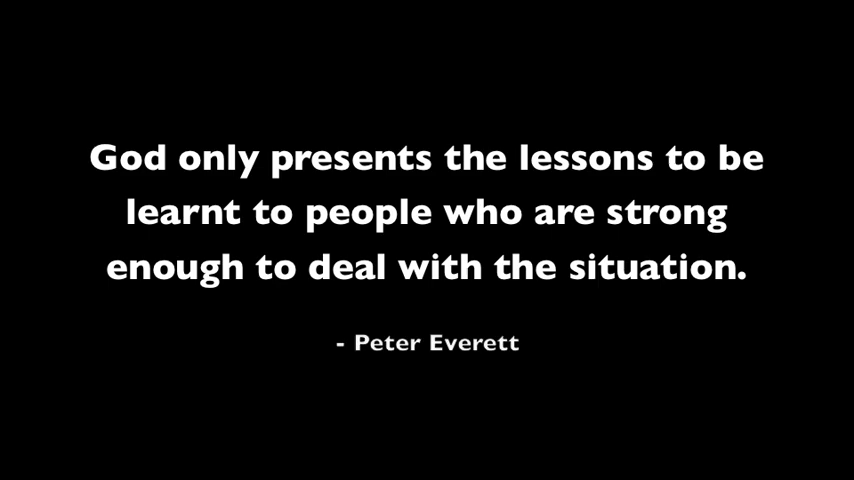 God only presents the lessons to be
learnt to people who are strong
enough to deal with the situation.
- Peter Everett